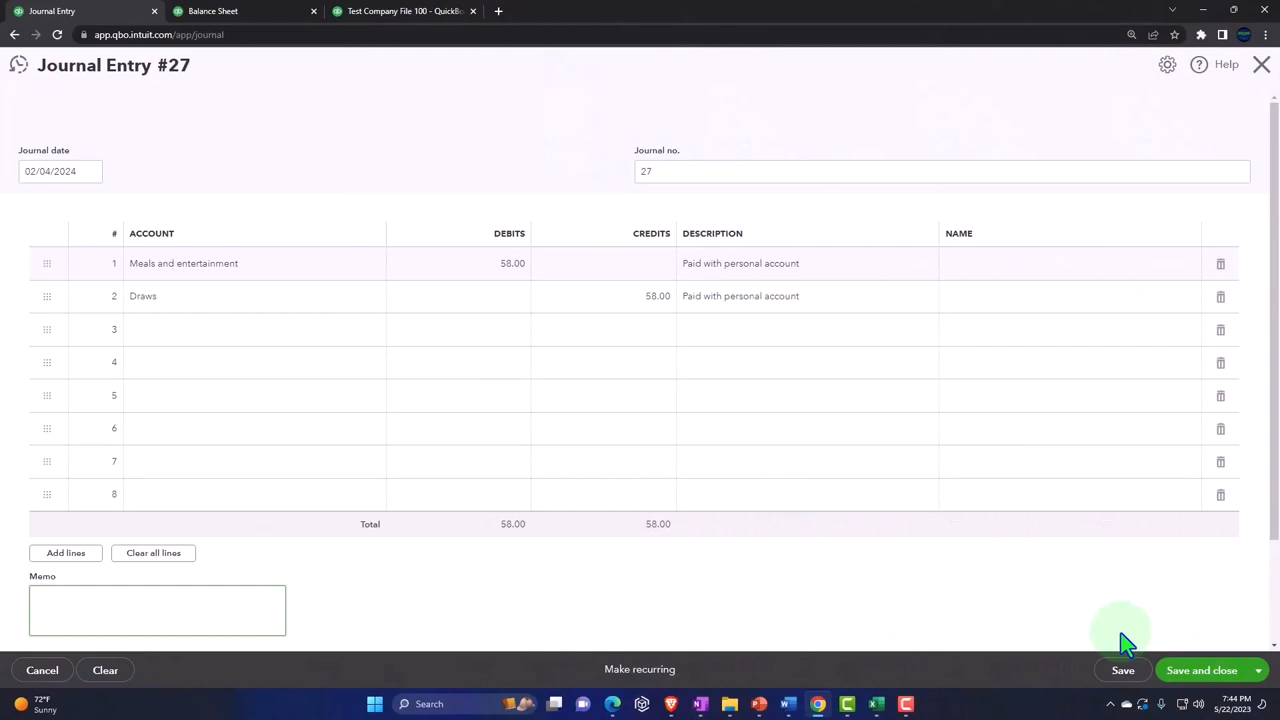 Journal Entry
Balance Sheet
Test Company File 100 - QuickBo
app.qbo.intuit.com/app/journal
Journal Entry #27
Help
Journal date
Journal no.
02/04/2024
27
# ACCOUNT DEBITS CREDITS DESCRIPTION NAME
1 Meals and entertainment 58.00 Paid with personal account
2 Draws 58.00 Paid with personal account
3
4
5
6
7
8
Total 58.00 58.00
Add lines
Clear all lines
Memo
Cancel
Clear
Make recurring
Save
Save and close
72°F
Sunny
Search
7:44 PM
5/22/2023